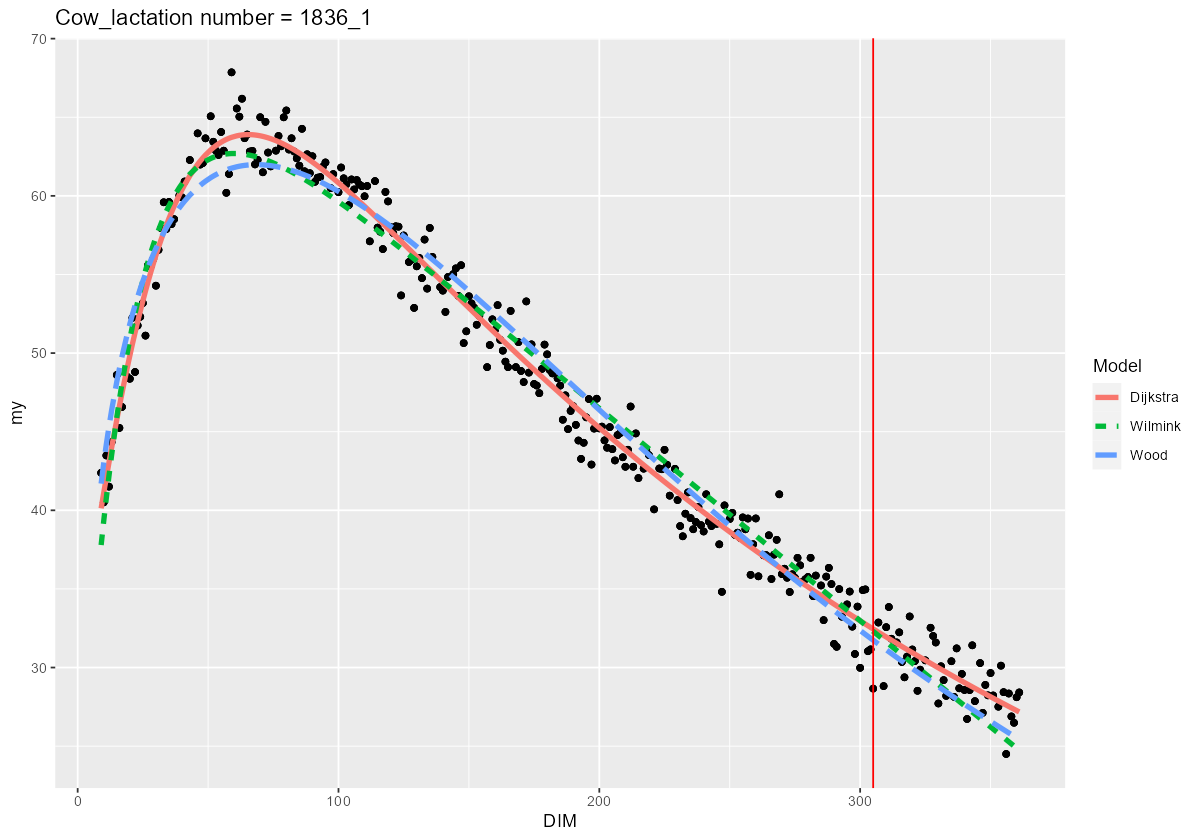 Cow_lactation number = 1836_1
my
70
60
50
40
30
0
100
200
300
DIM
Model
Dijkstra
Wilmink
Wood